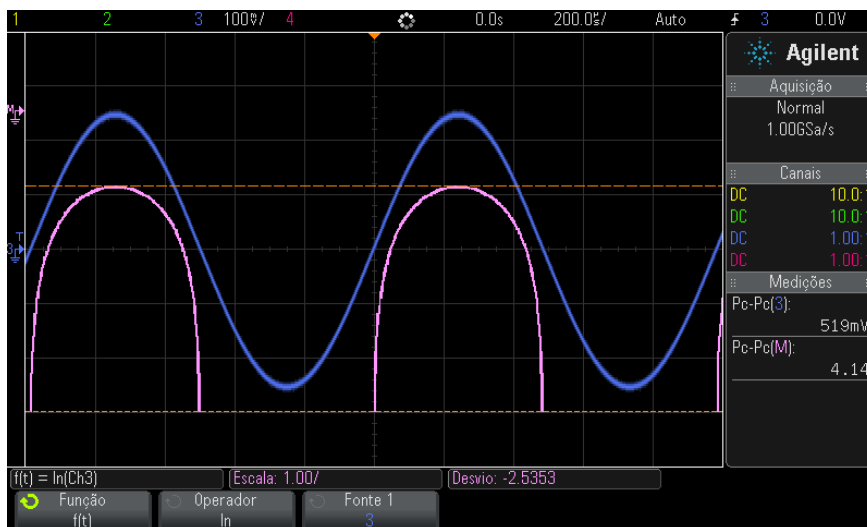 1 2 3 100℧/ 4 0.0s 200.0㎲/ Auto 3 0.0V
Agilent
Aquisição
Normal
1.00GSa/s
Canais
DC 10.0:
DC 10.0:
DC 1.00:
DC 1.00:
Medições
Pc-Pc(3):
519mV
Pc-Pc(M):
4.14
M
T
3
f(t) = ln(Ch3) Escala: 1.00/ Desvio: -2.5353
Função Operador Fonte 1
f(t) ln 3